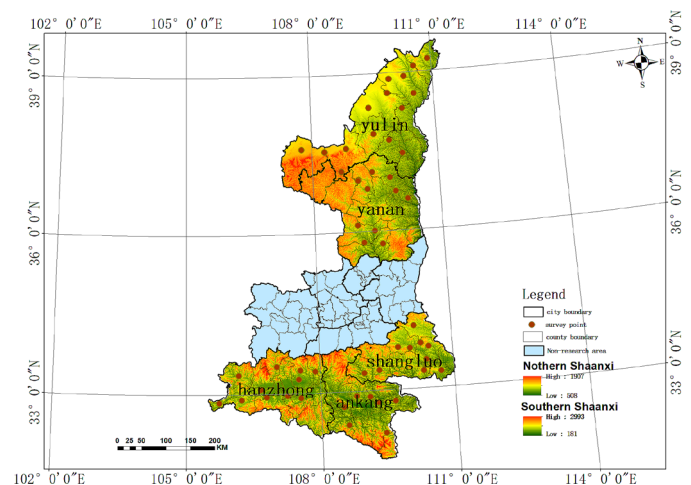 102° 0'0"E 105° 0'0"E 108° 0'0"E 111° 0'0"E 114° 0'0"E
39° 0'0"N
39° 0'0"N
N
W E
S
yulin
yanan
36° 0'0"N
36° 0'0"N
Legend
city boundary
survey point
county boundary
Non-research area
Nothern Shaanxi
High : 1907
Low : 508
Southern Shaanxi
High : 2993
Low : 181
shangluo
hanzhong
ankang
33° 0'0"N
33° 0'0"N
0 25 50 100 150 200
KM
102° 0'0"E 105° 0'0"E 108° 0'0"E 111° 0'0"E 114° 0'0"E